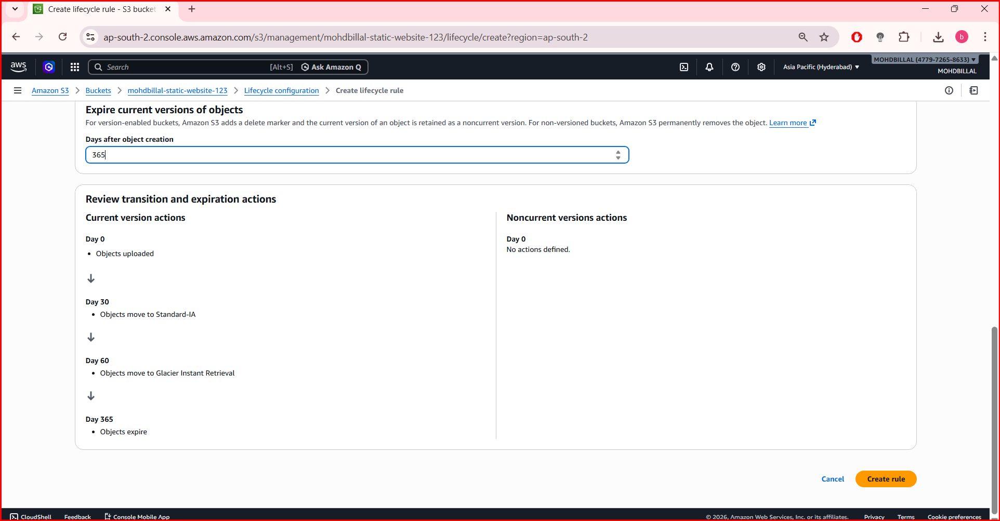 Create lifecycle rule - S3 bucket
ap-south-2.console.aws.amazon.com/s3/management/mohdbillal-static-website-123/lifecycle/create?region=ap-south-2
b
aws
Search [Alt+S] Ask Amazon Q
Asia Pacific (Hyderabad)
MOHDBILLAL (4779-7265-8633)
MOHDBILLAL
Amazon S3 > Buckets > mohdbillal-static-website-123 > Lifecycle configuration > Create lifecycle rule
Expire current versions of objects
For version-enabled buckets, Amazon S3 adds a delete marker and the current version of an object is retained as a noncurrent version. For non-versioned buckets, Amazon S3 permanently removes the object. Learn more
Days after object creation
365
Review transition and expiration actions
Current version actions
Day 0
• Objects uploaded
Day 30
• Objects move to Standard-IA
Day 60
• Objects move to Glacier Instant Retrieval
Day 365
• Objects expire
Noncurrent versions actions
Day 0
No actions defined.
Cancel
Create rule
CloudShell Feedback Console Mobile App
© 2026, Amazon Web Services, Inc. or its affiliates. Privacy Terms Cookie preferences